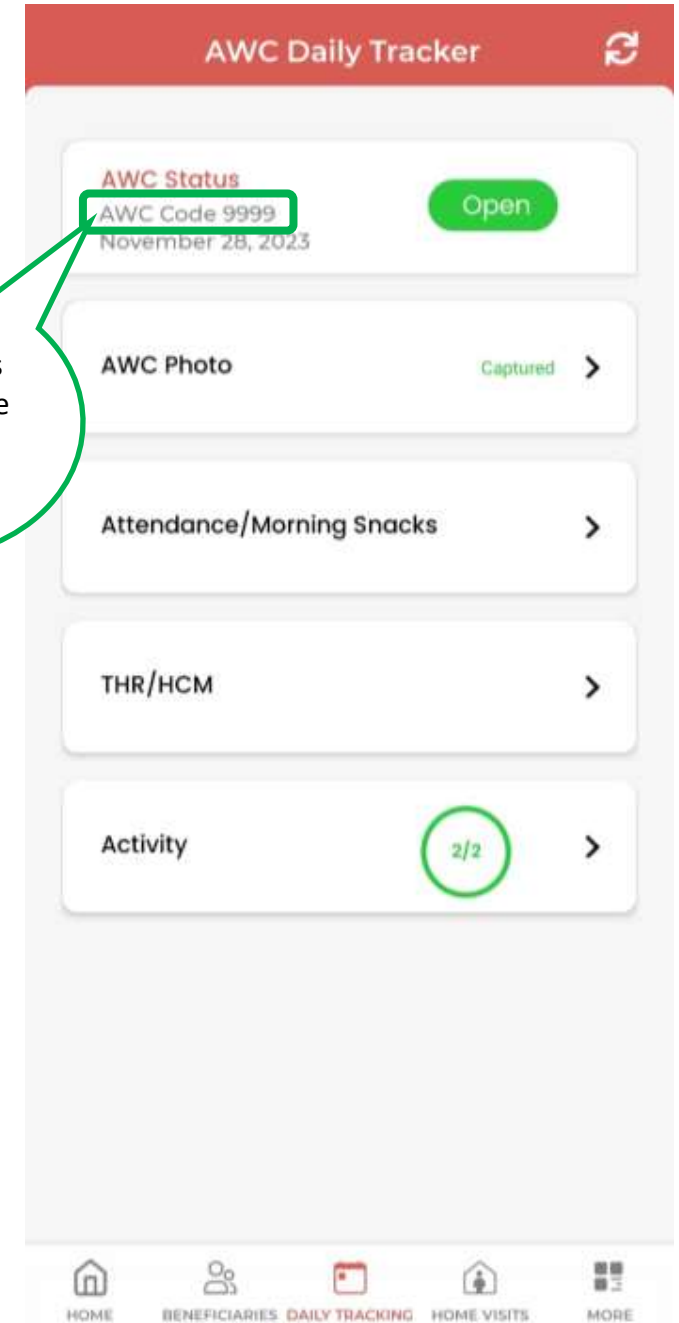 AWC Daily Tracker
AWC Status
AWC Code 9999
November 28, 2023
Open
AWC Photo
Captured
Attendance/Morning Snacks
THR/HCM
Activity
2/2
HOME
BENEFICIARIES
DAILY TRACKING
HOME VISITS
MORE